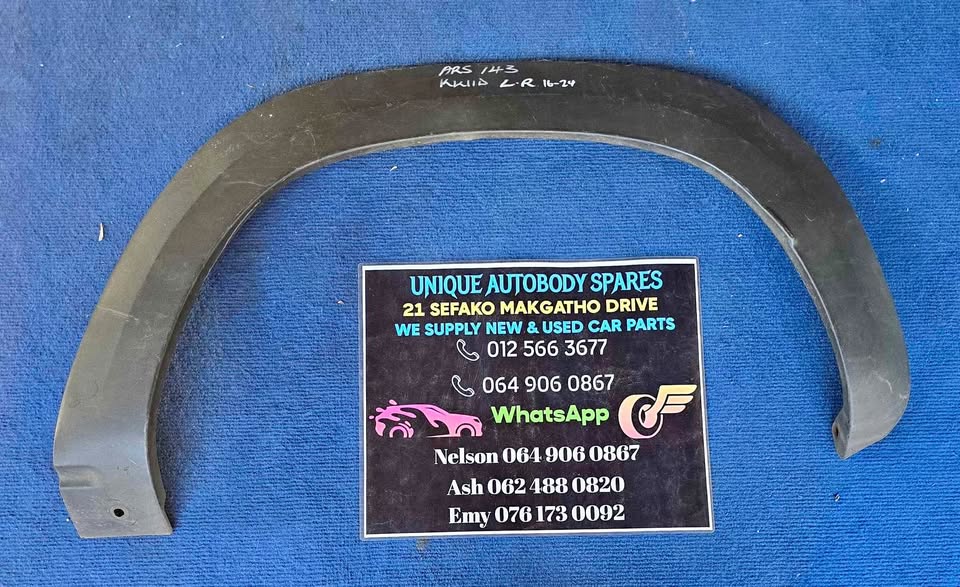 ARS 143
KWID L.R 16-24
UNIQUE AUTOBODY SPARES
21 SEFAKO MAKGATHO DRIVE
WE SUPPLY NEW & USED CAR PARTS
012 566 3677
064 906 0867
WhatsApp
Nelson 064 906 0867
Ash 062 488 0820
Emy 076 173 0092